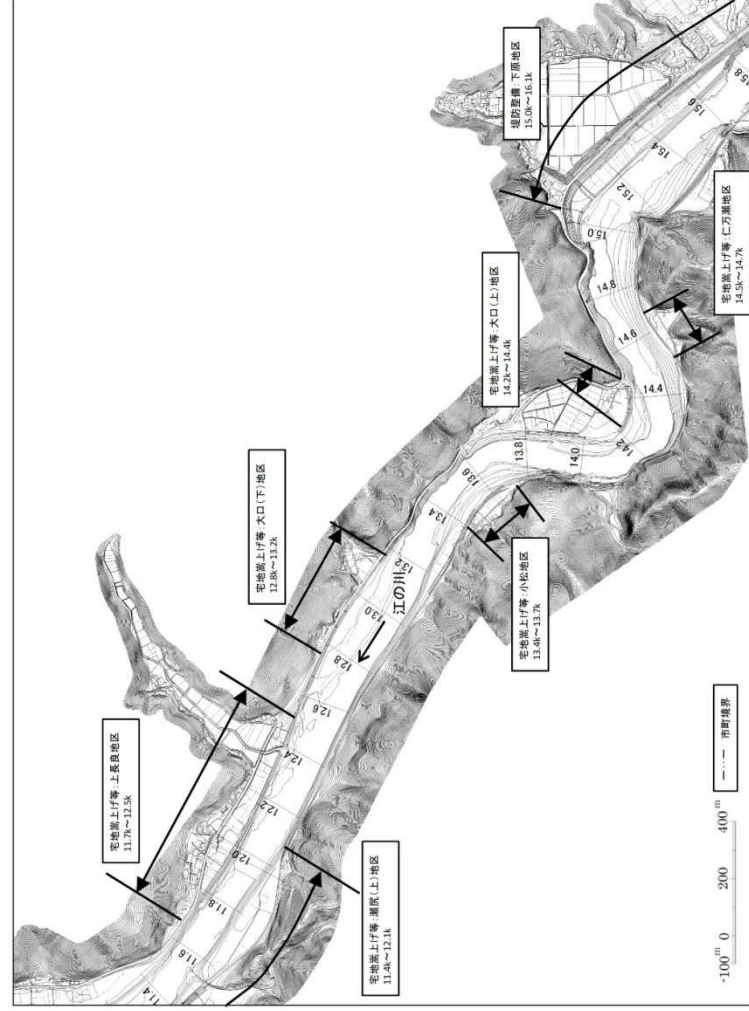 堤防整備:下原地区
15.0k～16.1k
宅地嵩上げ等:仁万瀬地区
14.5k～14.7k
宅地嵩上げ等:大口(上)地区
14.2k～14.4k
宅地嵩上げ等:小松地区
13.4k～13.7k
宅地嵩上げ等:大口(下)地区
12.8k～13.2k
宅地嵩上げ等:上長良地区
11.7k～12.5k
宅地嵩上げ等:瀬尻(上)地区
11.4k～12.1k
江の川
11.4
11.6
11.8
12.0
12.2
12.4
12.6
12.8
13.0
13.2
13.4
13.6
13.8
14.0
14.2
14.4
14.6
14.8
15.0
15.2
15.4
15.6
15.8
市町境界
-100m 0 200 400m